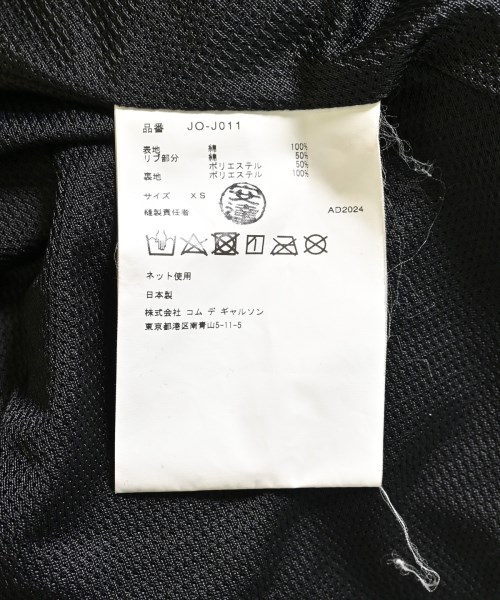 品番 JO-J011
表地 綿 100%
リブ部分 綿 50%
ポリエステル 50%
裏地 ポリエステル 100%
サイズ XS
縫製責任者 安達 AD2024
ネット使用
日本製
株式会社 コム デ ギャルソン
東京都港区南青山5-11-5